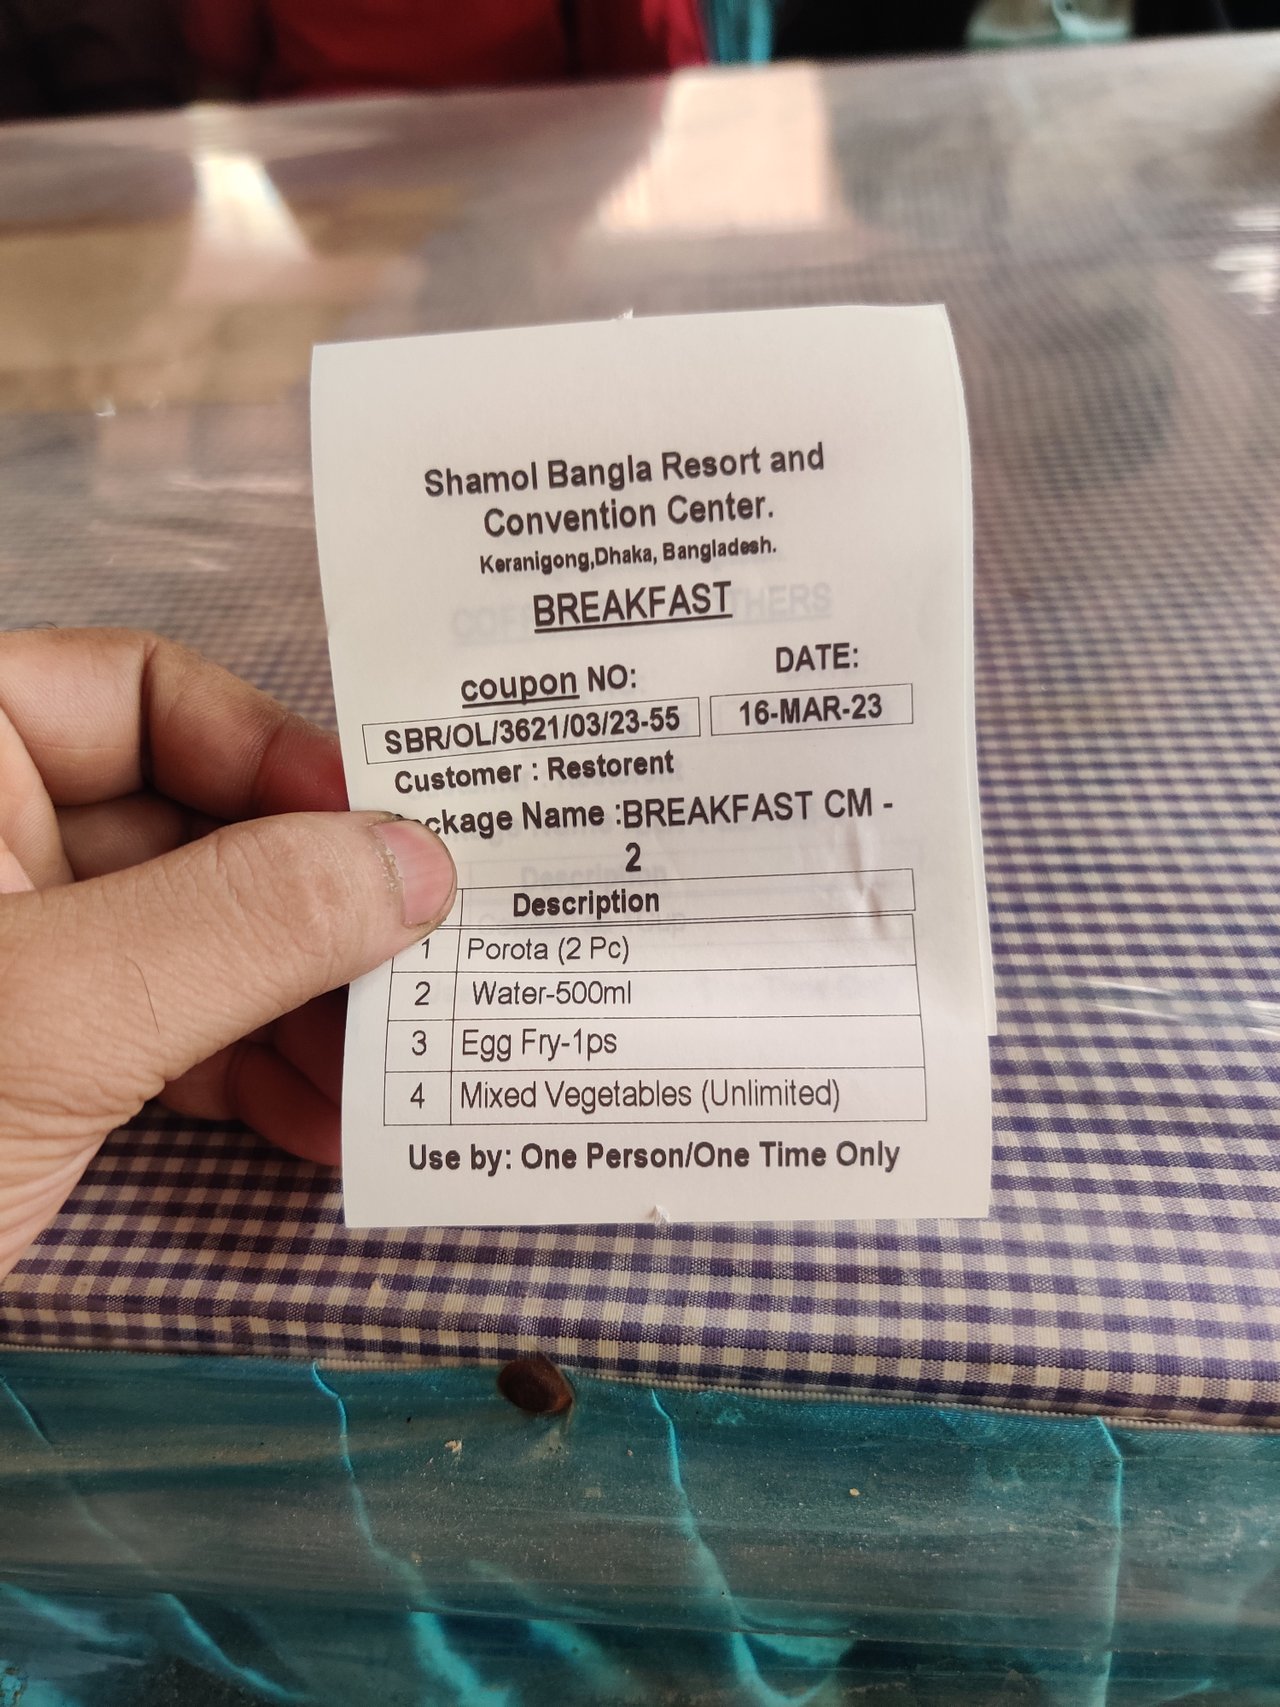 Shamol Bangla Resort and
Convention Center.
Keranigong,Dhaka, Bangladesh.
BREAKFAST
coupon NO:
DATE:
SBR/OL/3621/03/23-55
16-MAR-23
Customer : Restorent
Name :BREAKFAST CM -
2
Description
1 Porota (2 Pc)
2 Water-500ml
3 Egg Fry-1ps
4 Mixed Vegetables (Unlimited)
Use by: One Person/One Time Only